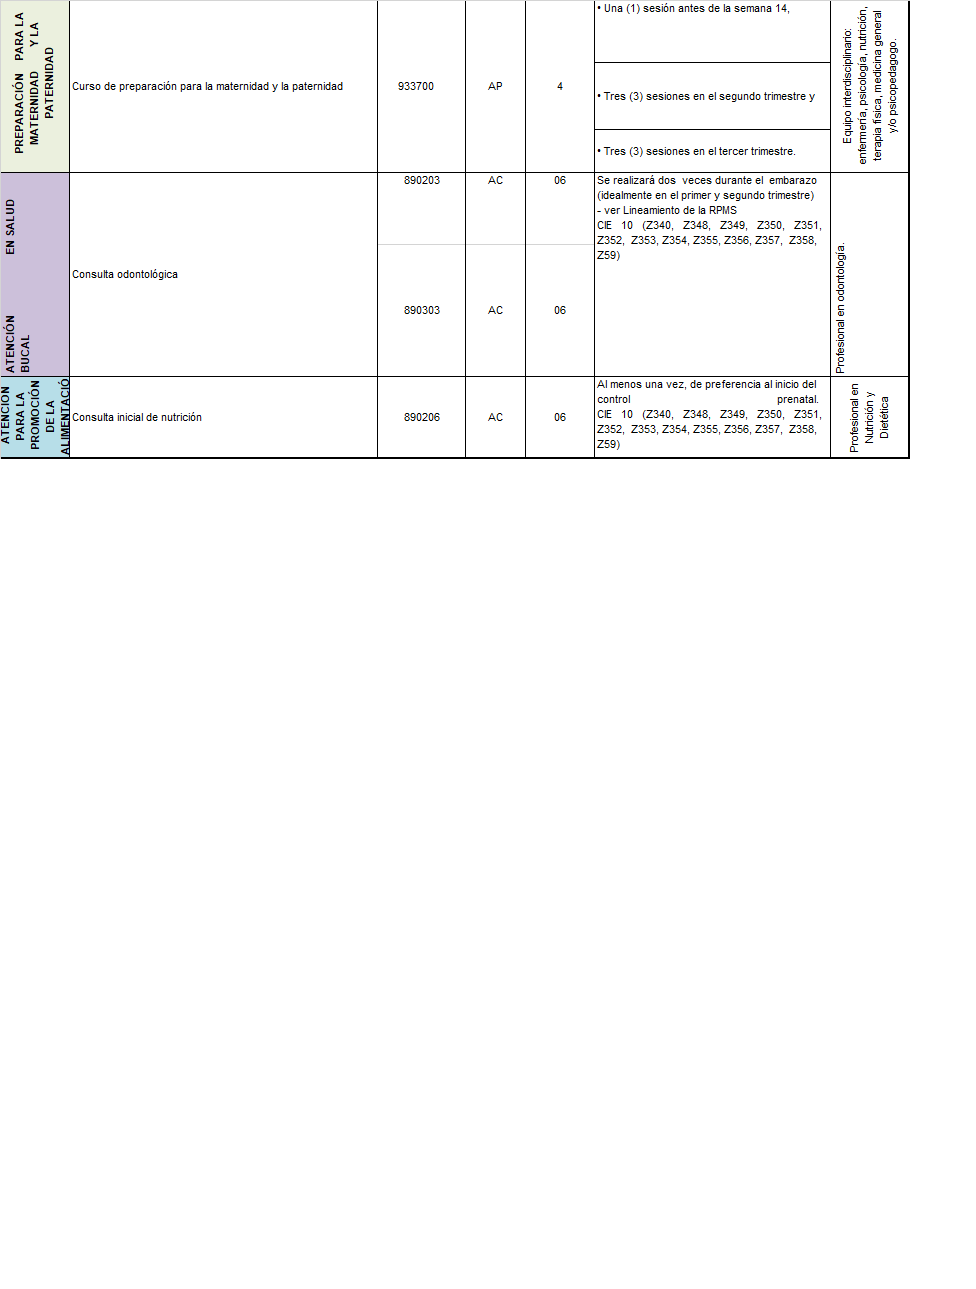 PREPARACIÓN PARA LA
MATERNIDAD Y LA
PATERNIDAD
Curso de preparación para la maternidad y la paternidad
933700
AP
4
• Una (1) sesión antes de la semana 14,
• Tres (3) sesiones en el segundo trimestre y
• Tres (3) sesiones en el tercer trimestre.
Equipo interdisciplinario:
enfermería, psicología, nutrición,
terapia física, medicina general
y/o psicopedagogo.
ATENCIÓN EN SALUD
BUCAL
Consulta odontológica
890203
AC
06
890303
AC
06
Se realizará dos veces durante el embarazo
(idealmente en el primer y segundo trimestre)
- ver Lineamiento de la RPMS
CIE 10 (Z340, Z348, Z349, Z350, Z351,
Z352, Z353, Z354, Z355, Z356, Z357, Z358,
Z59)
Profesional en odontología.
ATENCION
PARA LA
PROMOCIÓN
DE LA
ALIMENTACIÓ
Consulta inicial de nutrición
890206
AC
06
Al menos una vez, de preferencia al inicio del
control prenatal.
CIE 10 (Z340, Z348, Z349, Z350, Z351,
Z352, Z353, Z354, Z355, Z356, Z357, Z358,
Z59)
Profesional en
Nutrición y
Dietética